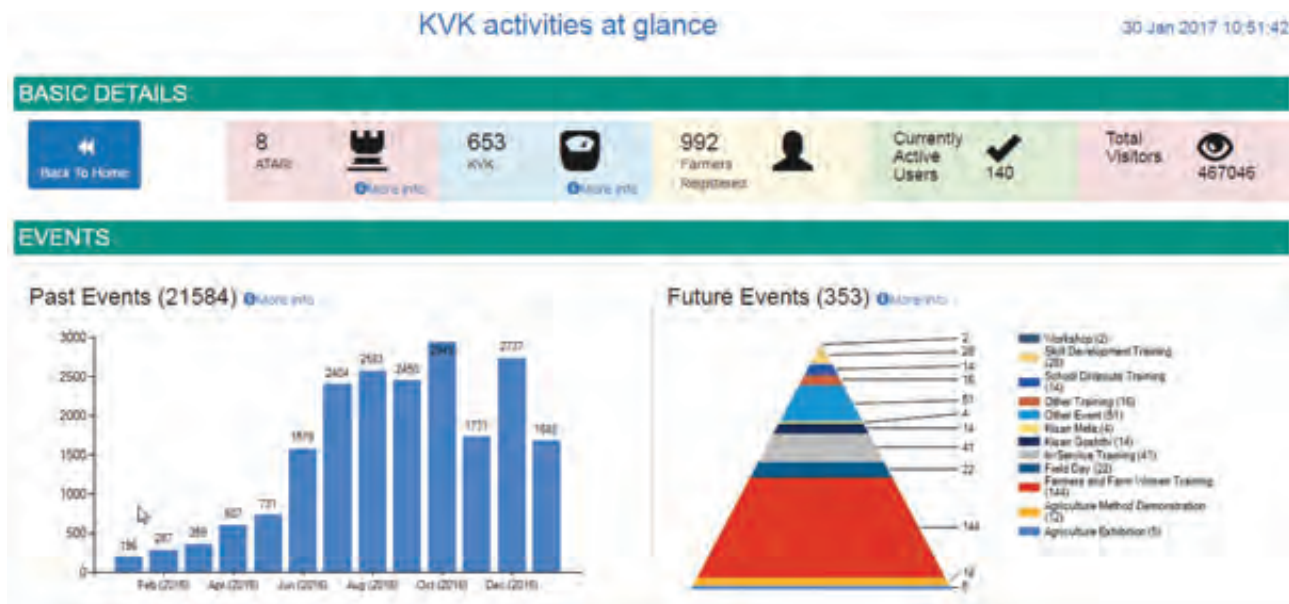 KVK activities at glance
30 Jan 2017 10:51:42
BASIC DETAILS
Back To Home
8
ATARI
More info
653
KVK
More info
992
Farmers
Registered
Currently
Active
Users
140
Total
Visitors
467046
EVENTS
Past Events (21584) More info
3000
2500
2000
1500
1000
500
0
196
287
359
607
731
1579
2404
2583
2450
1731
2737
Feb (2016)
Apr (2016)
Jun (2016)
Aug (2016)
Oct (2016)
Dec (2016)
Future Events (353) More info
2
28
14
16
51
4
14
41
22
144
12
5
Workshop (2)
Skill Development Training
(28)
School Dropouts Training
(14)
Other Training (16)
Other Event (51)
Kisan Mela (4)
Kisan Goshthi (14)
In-Service Training (41)
Field Day (22)
Farmers and Farm Women Training
(144)
Agriculture Method Demonstration
(12)
Agriculture Exhibition (5)